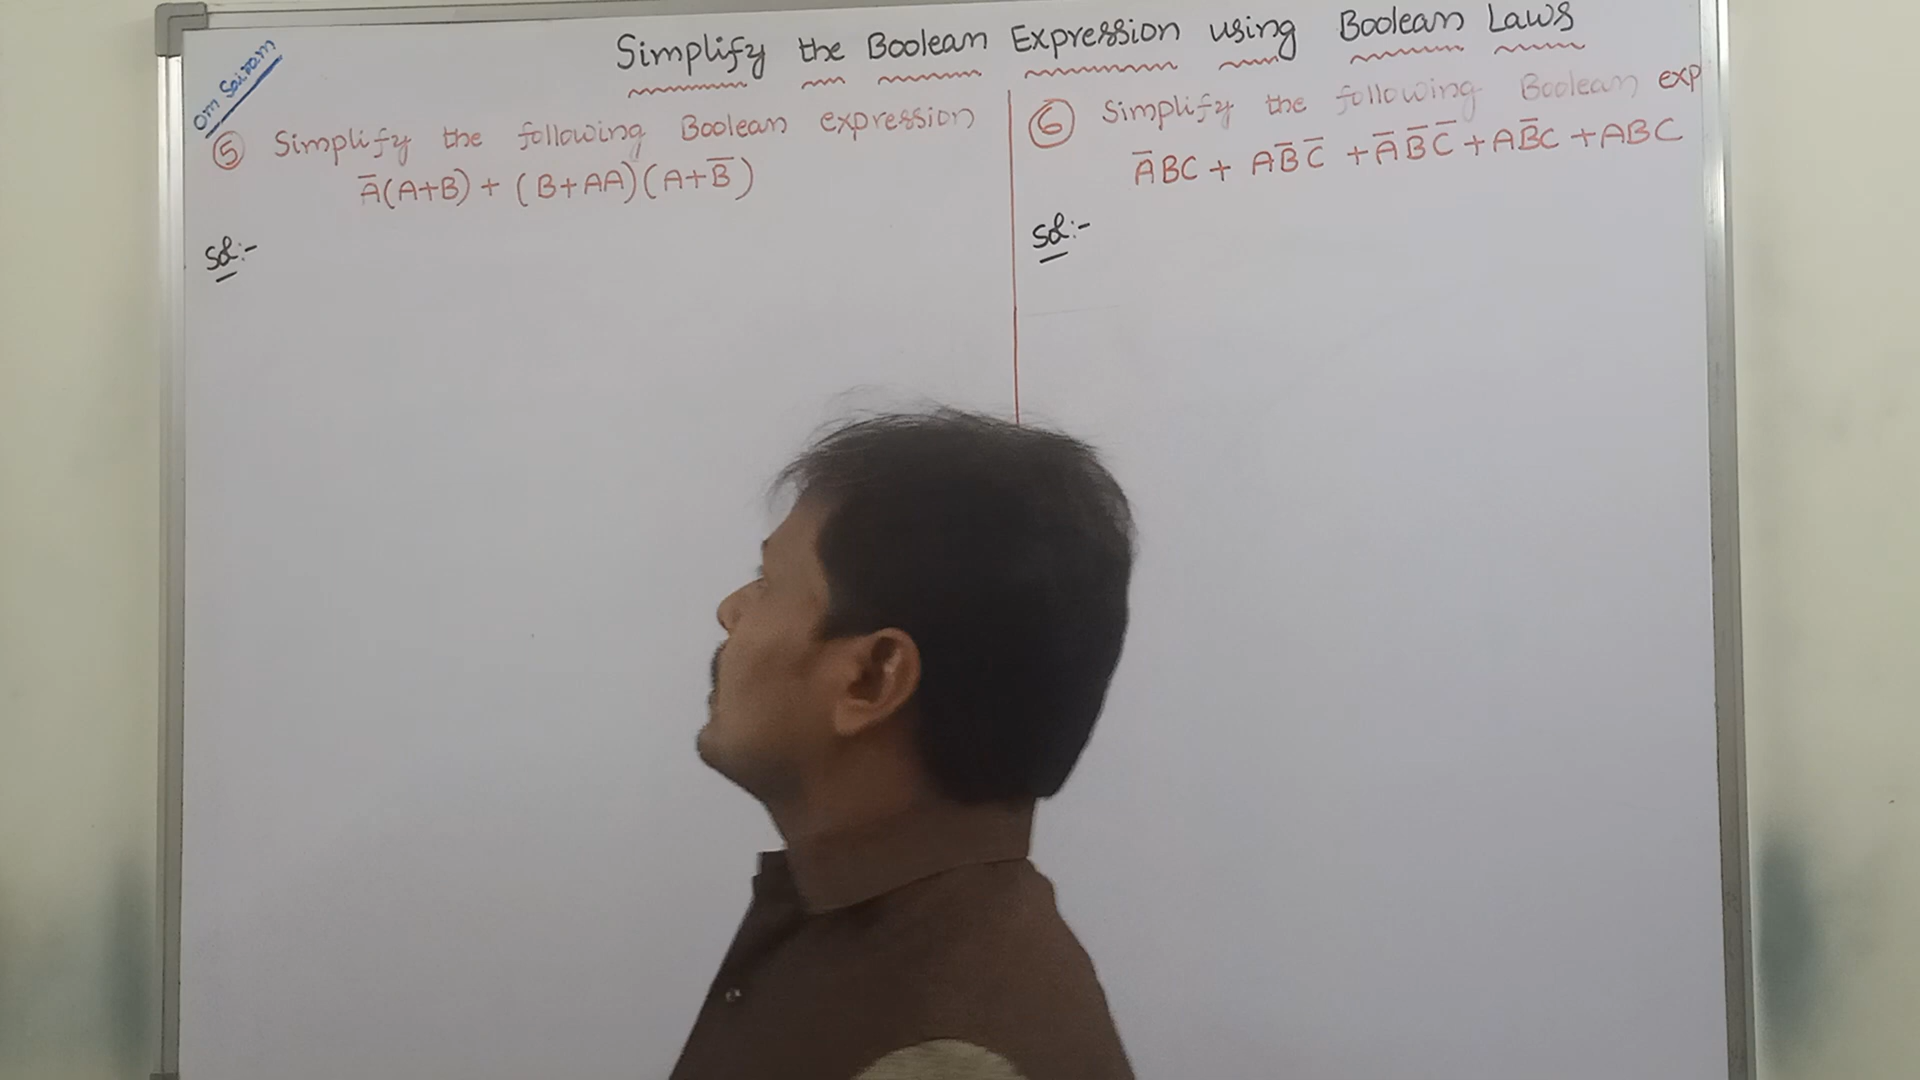 Om Sairam
Simplify the Boolean Expression using Boolean Laws
⑤ Simplify the following Boolean expression
A̅(A+B) + (B+AA)(A+B̅)
Sol:-
⑥ Simplify the following Boolean exp
A̅BC + AB̅C̅ + A̅B̅C̅ + AB̅C + ABC
Sol:-